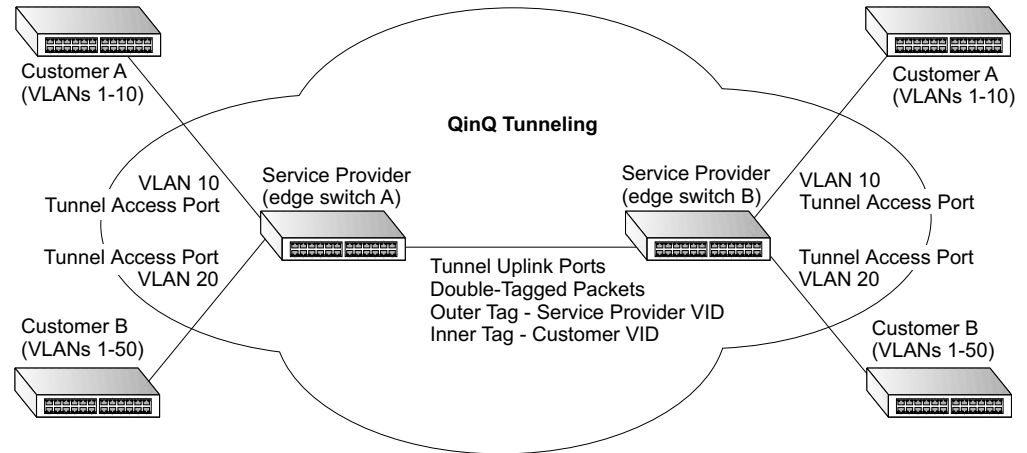 Customer A
(VLANs 1-10)
Customer A
(VLANs 1-10)
QinQ Tunneling
Service Provider
(edge switch A)
Service Provider
(edge switch B)
VLAN 10
Tunnel Access Port
VLAN 10
Tunnel Access Port
Tunnel Access Port
VLAN 20
Tunnel Uplink Ports
Double-Tagged Packets
Outer Tag - Service Provider VID
Inner Tag - Customer VID
Tunnel Access Port
VLAN 20
Customer B
(VLANs 1-50)
Customer B
(VLANs 1-50)